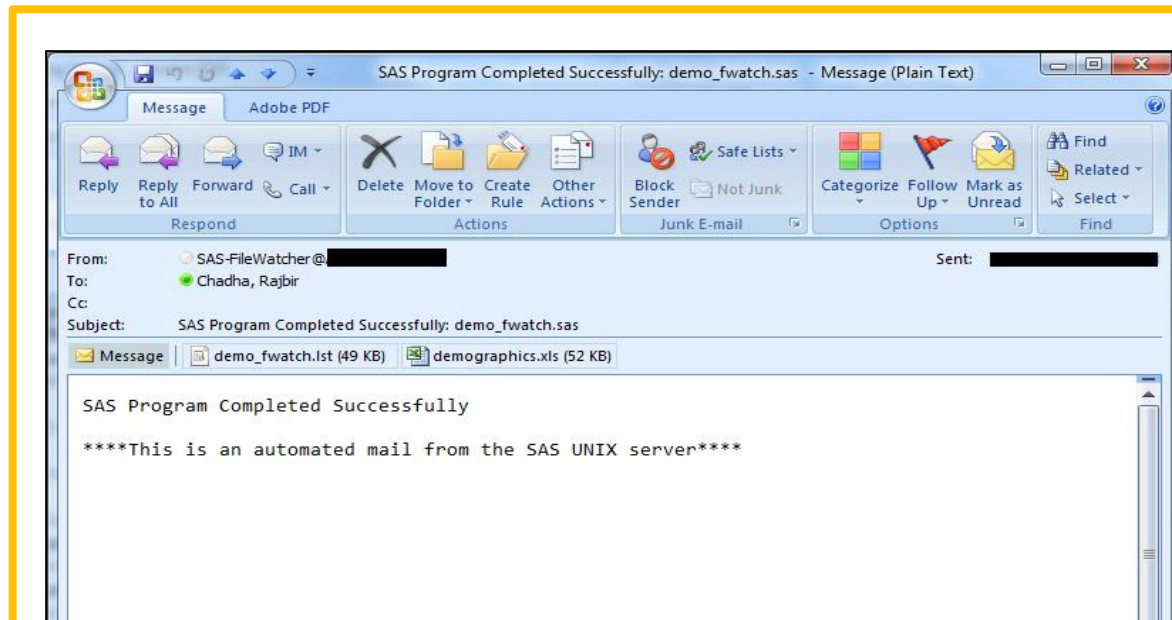 SAS Program Completed Successfully: demo_fwatch.sas - Message (Plain Text)
Message Adobe PDF
Reply Reply to All Forward IM Call
Respond
Delete Move to Folder Create Rule Other Actions
Actions
Block Sender Safe Lists Not Junk
Junk E-mail
Categorize Follow Up Mark as Unread
Options
Find Related Select
Find
From: SAS-FileWatcher@ Sent:
To: Chadha, Rajbir
Cc:
Subject: SAS Program Completed Successfully: demo_fwatch.sas
Message demo_fwatch.lst (49 KB) demographics.xls (52 KB)
SAS Program Completed Successfully
****This is an automated mail from the SAS UNIX server****